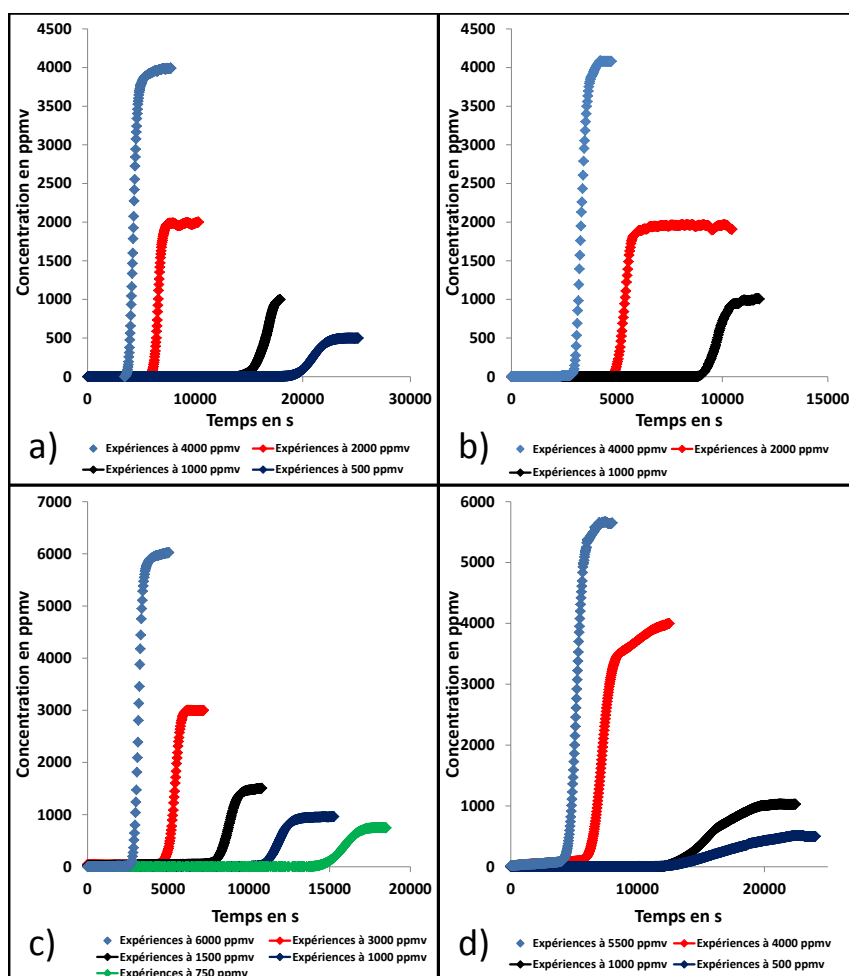 Concentration en ppmv
4500
4000
3500
3000
2500
2000
1500
1000
500
0
0 10000 20000 30000
Temps en s
a)
Expériences à 4000 ppmv Expériences à 2000 ppmv
Expériences à 1000 ppmv Expériences à 500 ppmv
Concentration en ppmv
4500
4000
3500
3000
2500
2000
1500
1000
500
0
0 5000 10000 15000
Temps en s
b)
Expériences à 4000 ppmv Expériences à 2000 ppmv
Expériences à 1000 ppmv
Concentration en ppmv
7000
6000
5000
4000
3000
2000
1000
0
0 5000 10000 15000 20000
Temps en s
c)
Expériences à 6000 ppmv Expériences à 3000 ppmv
Expériences à 1500 ppmv Expériences à 1000 ppmv
Expériences à 750 ppmv
Concentration en ppmv
6000
5000
4000
3000
2000
1000
0
0 10000 20000
Temps en s
d)
Expériences à 5500 ppmv Expériences à 4000 ppmv
Expériences à 1000 ppmv Expériences à 500 ppmv